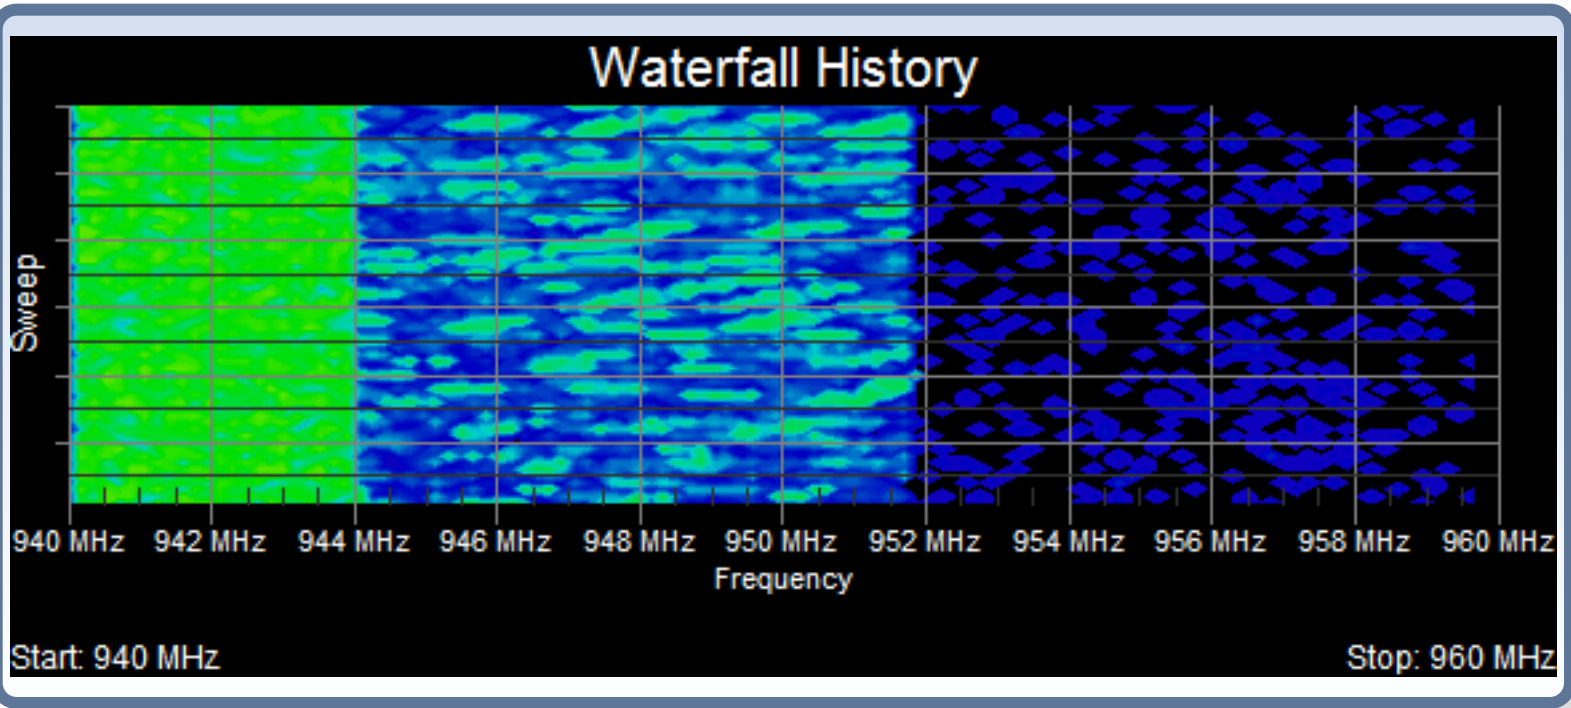 Waterfall History
Sweep
940 MHz 942 MHz 944 MHz 946 MHz 948 MHz 950 MHz 952 MHz 954 MHz 956 MHz 958 MHz 960 MHz
Frequency
Start: 940 MHz Stop: 960 MHz